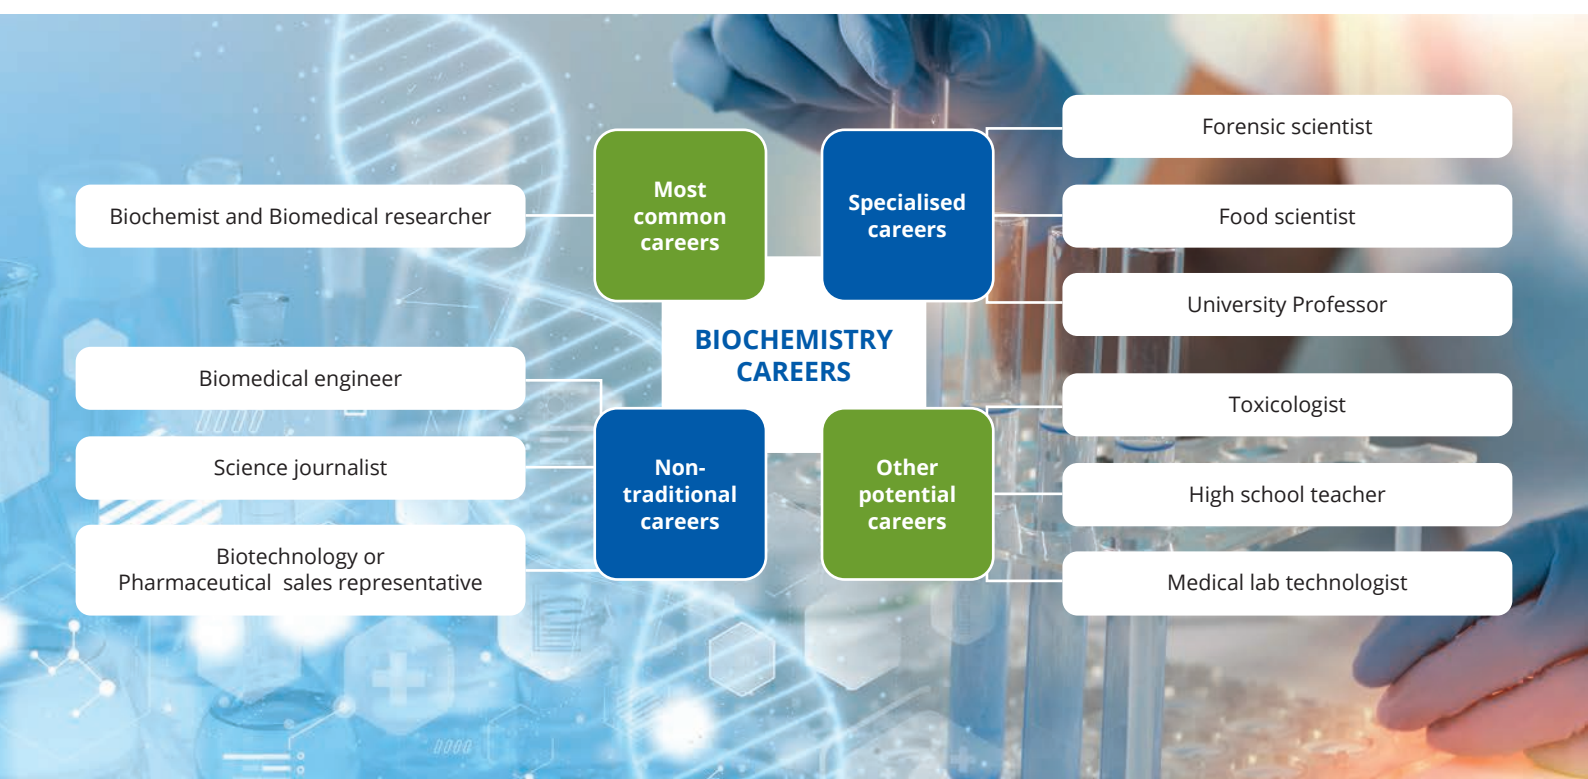 BIOCHEMISTRY
CAREERS
Most
common
careers
Biochemist and Biomedical researcher
Specialised
careers
Forensic scientist
Food scientist
University Professor
Non-
traditional
careers
Biomedical engineer
Science journalist
Biotechnology or
Pharmaceutical  sales representative
Other
potential
careers
Toxicologist
High school teacher
Medical lab technologist